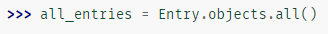 >>> all_entries = Entry.objects.all()